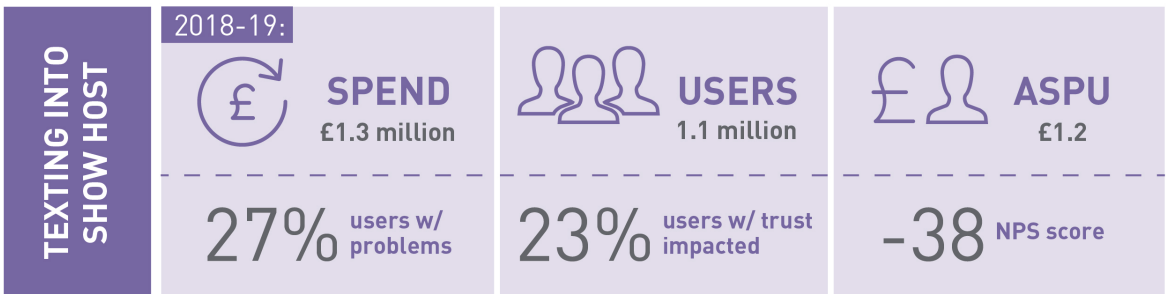 TEXTING INTO
SHOW HOST
2018-19:
£
SPEND
£1.3 million
USERS
1.1 million
£
ASPU
£1.2
27%
users w/
problems
23%
users w/ trust
impacted
-38
NPS score